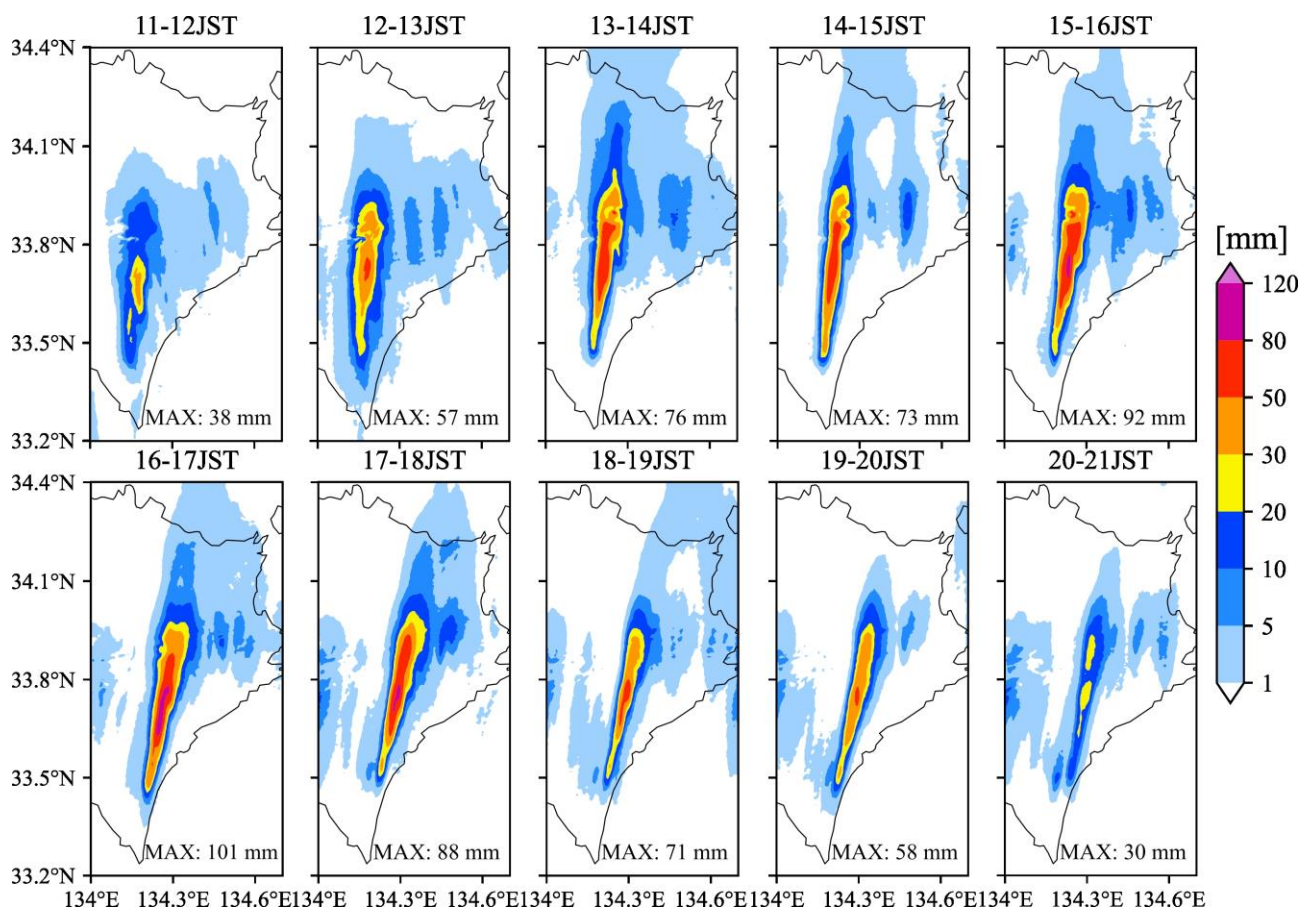 11-12JST 12-13JST 13-14JST 14-15JST 15-16JST
34.4°N
34.1°N
33.8°N
33.5°N
33.2°N
MAX: 38 mm MAX: 57 mm MAX: 76 mm MAX: 73 mm MAX: 92 mm
16-17JST 17-18JST 18-19JST 19-20JST 20-21JST
34.4°N
34.1°N
33.8°N
33.5°N
33.2°N
MAX: 101 mm MAX: 88 mm MAX: 71 mm MAX: 58 mm MAX: 30 mm
134°E 134.3°E 134.6°E 134°E 134.3°E 134.6°E 134°E 134.3°E 134.6°E 134°E 134.3°E 134.6°E 134°E 134.3°E 134.6°E
[mm]
120
80
50
30
20
10
5
1